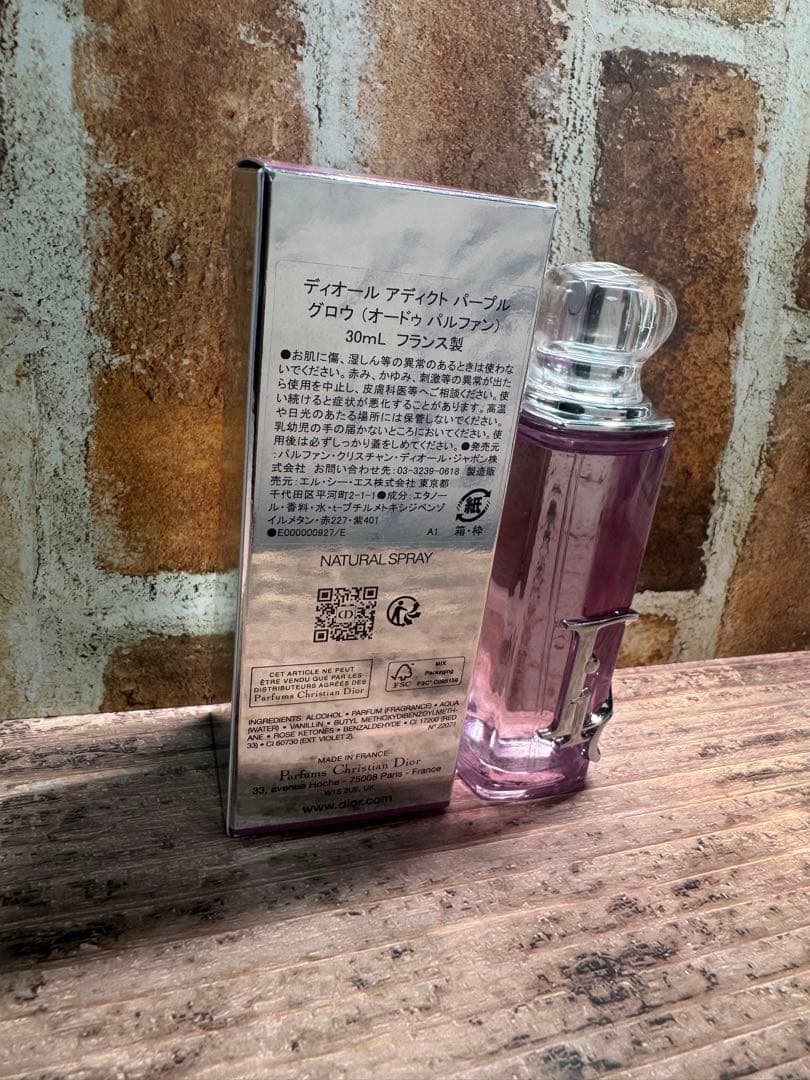 ディオール アディクト パープル
グロウ (オードゥ パルファン)
30mL フランス製
●お肌に傷、湿しん等の異常のあるときは使わな
いでください。赤み、かゆみ、刺激等の異常が出た
ら使用を中止し、皮膚科医等へご相談ください。使
い続けると症状が悪化することがあります。高温
や日光のあたる場所には保管しないでください。
乳幼児の手の届かないところにおいてください。使
用後は必ずしっかり蓋をしめてください。●発売元
:パルファン・クリスチャン・ディオール・ジャポン株
式会社 お問い合わせ先:03-3239-0618 製造販
売元:エル・シー・エス株式会社 東京都
千代田区平河町2-1-1●成分:エタノー
ル・香料・水・t-ブチルメトキシジベンゾ
イルメタン・赤227・紫401
●E000000927/E
A1
紙
箱・枠
NATURAL SPRAY
CD
CET ARTICLE NE PEUT
ÊTRE VENDU QUE PAR LES
DISTRIBUTEURS AGRÉÉS DES
Parfums Christian Dior
FSC
MIX
Packaging
FSC® C095156
INGREDIENTS: ALCOHOL • PARFUM (FRAGRANCE) • AQUA
(WATER) • VANILLIN • BUTYL METHOXYDIBENZOYLMETH-
ANE • ROSE KETONES • BENZALDEHYDE • CI 17200 (RED
33) • CI 60730 (EXT. VIOLET 2).
N° 22071
MADE IN FRANCE
Parfums Christian Dior
33, avenue Hoche - 75008 Paris - France
W1S 2UE, UK
www.dior.com